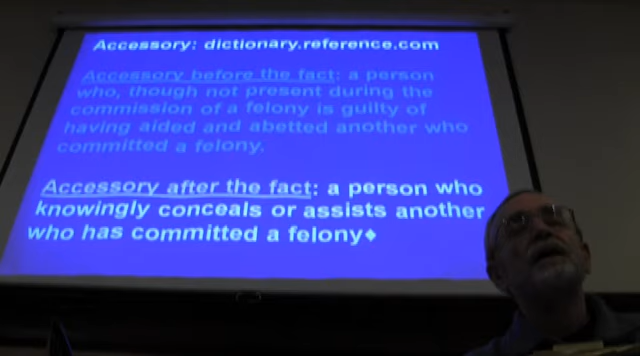 Accessory: dictionary.reference.com
Accessory before the fact: a person
who, though not present during the
commission of a felony is guilty of
having aided and abetted another who
committed a felony.
Accessory after the fact: a person who
knowingly conceals or assists another
who has committed a felony♦